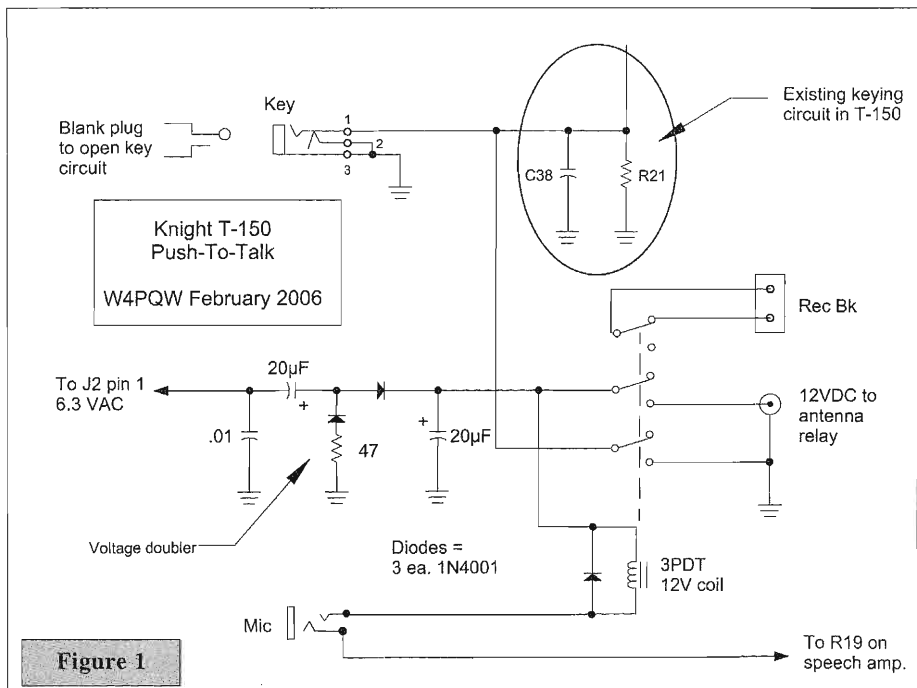 Key
1
2
3
Blank plug
to open key
circuit
Existing keying
circuit in T-150
C38
R21
Knight T-150
Push-To-Talk
W4PQW February 2006
Rec Bk
To J2 pin 1
6.3 VAC
20µF
+
.01
47
+
20µF
12VDC to
antenna
relay
Voltage doubler
Diodes =
3 ea. 1N4001
3PDT
12V coil
Mic
To R19 on
speech amp.
Figure 1